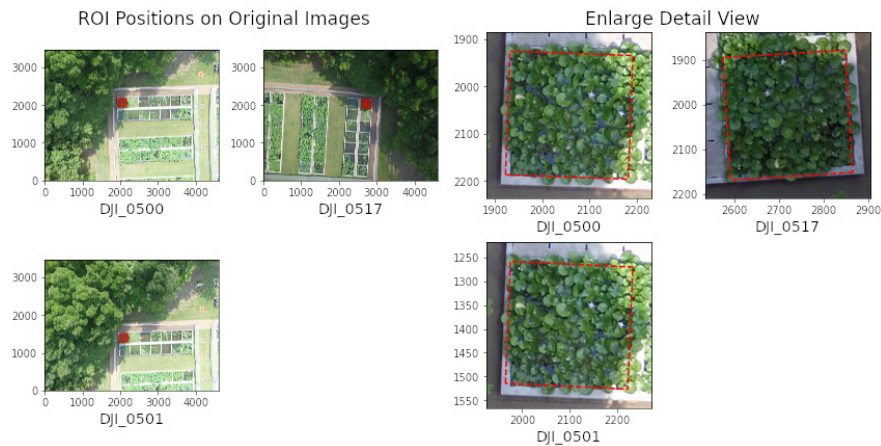 ROI Positions on Original Images
Enlarge Detail View
3000
2000
1000
0
0 1000 2000 3000 4000
DJI_0500
3000
2000
1000
0
0 1000 2000 3000 4000
DJI_0517
1900
2000
2100
2200
1900 2000 2100 2200
DJI_0500
1900
2000
2100
2200
2600 2700 2800 2900
DJI_0517
3000
2000
1000
0
0 1000 2000 3000 4000
DJI_0501
1250
1300
1350
1400
1450
1500
1550
2000 2100 2200
DJI_0501